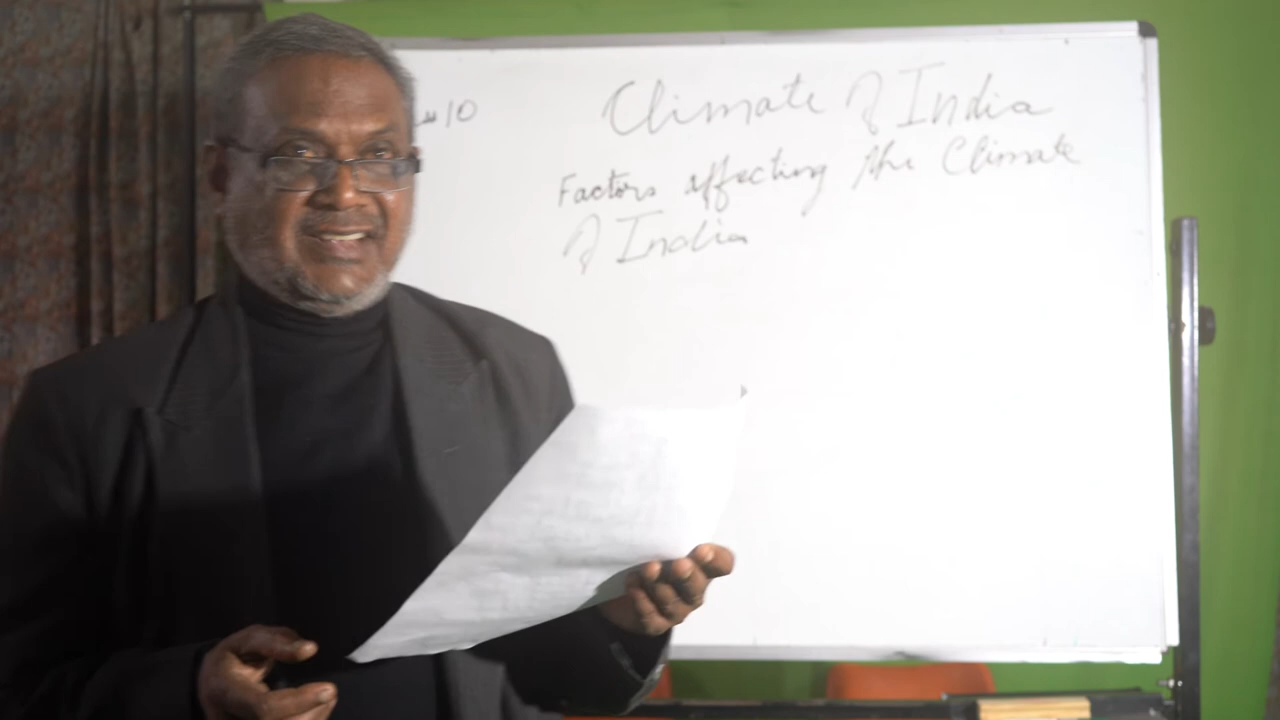 10
Climate of India
Factors affecting the Climate
of India